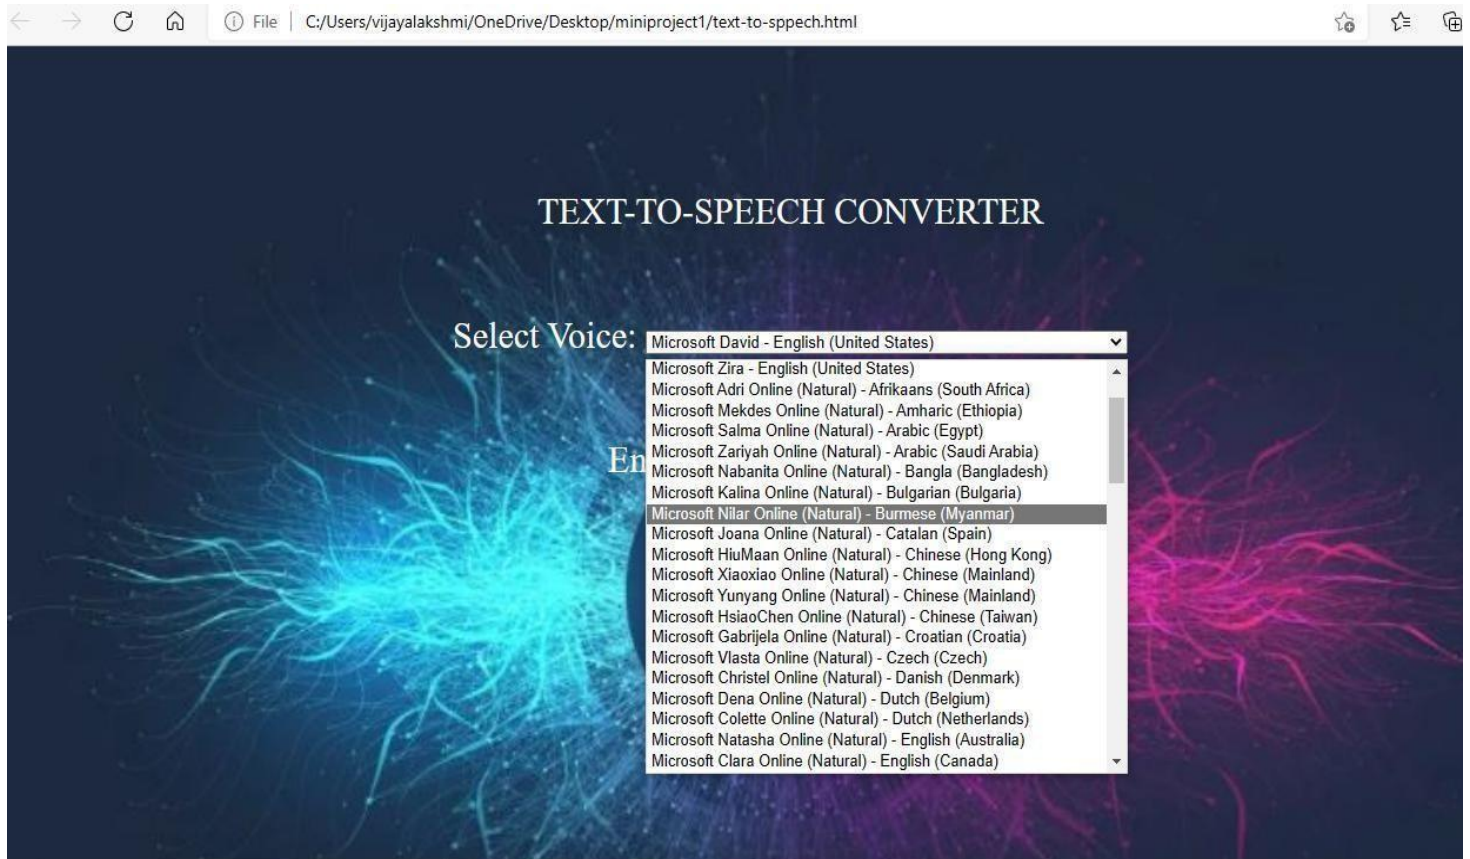 File C:/Users/vijayalakshmi/OneDrive/Desktop/miniproject1/text-to-sppech.html
TEXT-TO-SPEECH CONVERTER
Select Voice: Microsoft David - English (United States)
Microsoft Zira - English (United States)
Microsoft Adri Online (Natural) - Afrikaans (South Africa)
Microsoft Mekdes Online (Natural) - Amharic (Ethiopia)
Microsoft Salma Online (Natural) - Arabic (Egypt)
Microsoft Zariyah Online (Natural) - Arabic (Saudi Arabia)
En
Microsoft Nabanita Online (Natural) - Bangla (Bangladesh)
Microsoft Kalina Online (Natural) - Bulgarian (Bulgaria)
Microsoft Nilar Online (Natural) - Burmese (Myanmar)
Microsoft Joana Online (Natural) - Catalan (Spain)
Microsoft HiuMaan Online (Natural) - Chinese (Hong Kong)
Microsoft Xiaoxiao Online (Natural) - Chinese (Mainland)
Microsoft Yunyang Online (Natural) - Chinese (Mainland)
Microsoft HsiaoChen Online (Natural) - Chinese (Taiwan)
Microsoft Gabrijela Online (Natural) - Croatian (Croatia)
Microsoft Vlasta Online (Natural) - Czech (Czech)
Microsoft Christel Online (Natural) - Danish (Denmark)
Microsoft Dena Online (Natural) - Dutch (Belgium)
Microsoft Colette Online (Natural) - Dutch (Netherlands)
Microsoft Natasha Online (Natural) - English (Australia)
Microsoft Clara Online (Natural) - English (Canada)